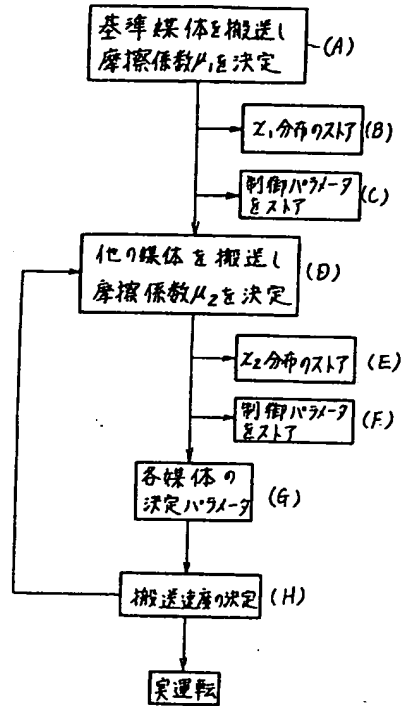 基準媒体を搬送し
摩擦係数μ₁を決定
(A)
χ₁分布のストア
(B)
制御パラメータ
をストア
(C)
他の媒体を搬送し
摩擦係数μ₂を決定
(D)
χ₂分布のストア
(E)
制御パラメータ
をストア
(F)
各媒体の
決定パラメータ
(G)
搬送速度の決定
(H)
実運転